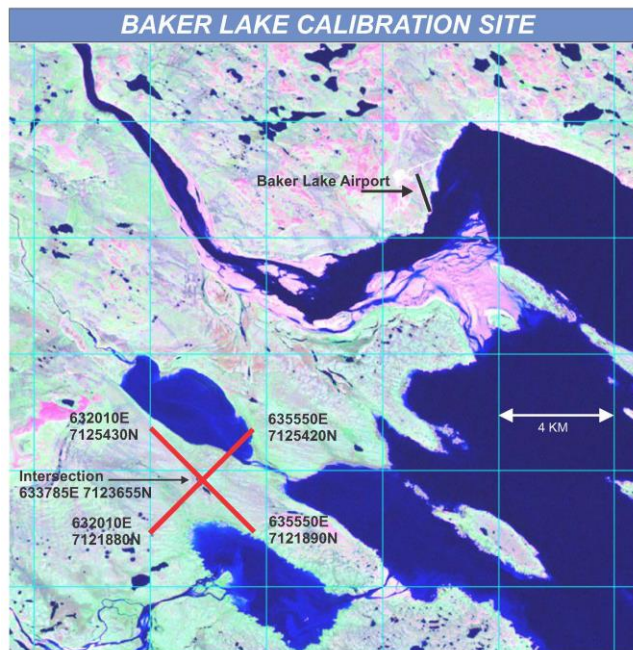 BAKER LAKE CALIBRATION SITE
Baker Lake Airport
632010E
7125430N
635550E
7125420N
4 KM
Intersection
633785E 7123655N
632010E
7121880N
635550E
7121890N